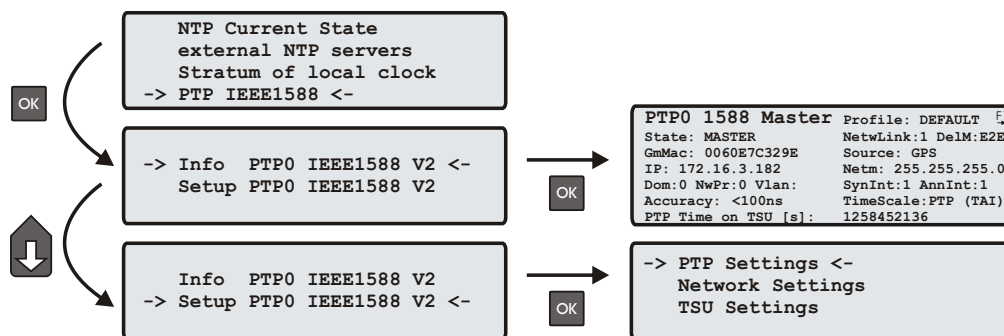 NTP Current State
external NTP servers
Stratum of local clock
-> PTP IEEE1588 <-
OK
-> Info PTP0 IEEE1588 V2 <-
Setup PTP0 IEEE1588 V2
OK
PTP0 1588 Master Profile: DEFAULT
State: MASTER NetwLink:1 DelM:E2E
GmMac: 0060E7C329E Source: GPS
IP: 172.16.3.182 Netm: 255.255.255.0
Dom:0 NwPr:0 Vlan: SynInt:1 AnnInt:1
Accuracy: <100ns TimeScale:PTP (TAI)
PTP Time on TSU [s]: 1258452136
Info PTP0 IEEE1588 V2
-> Setup PTP0 IEEE1588 V2 <-
OK
-> PTP Settings <-
Network Settings
TSU Settings